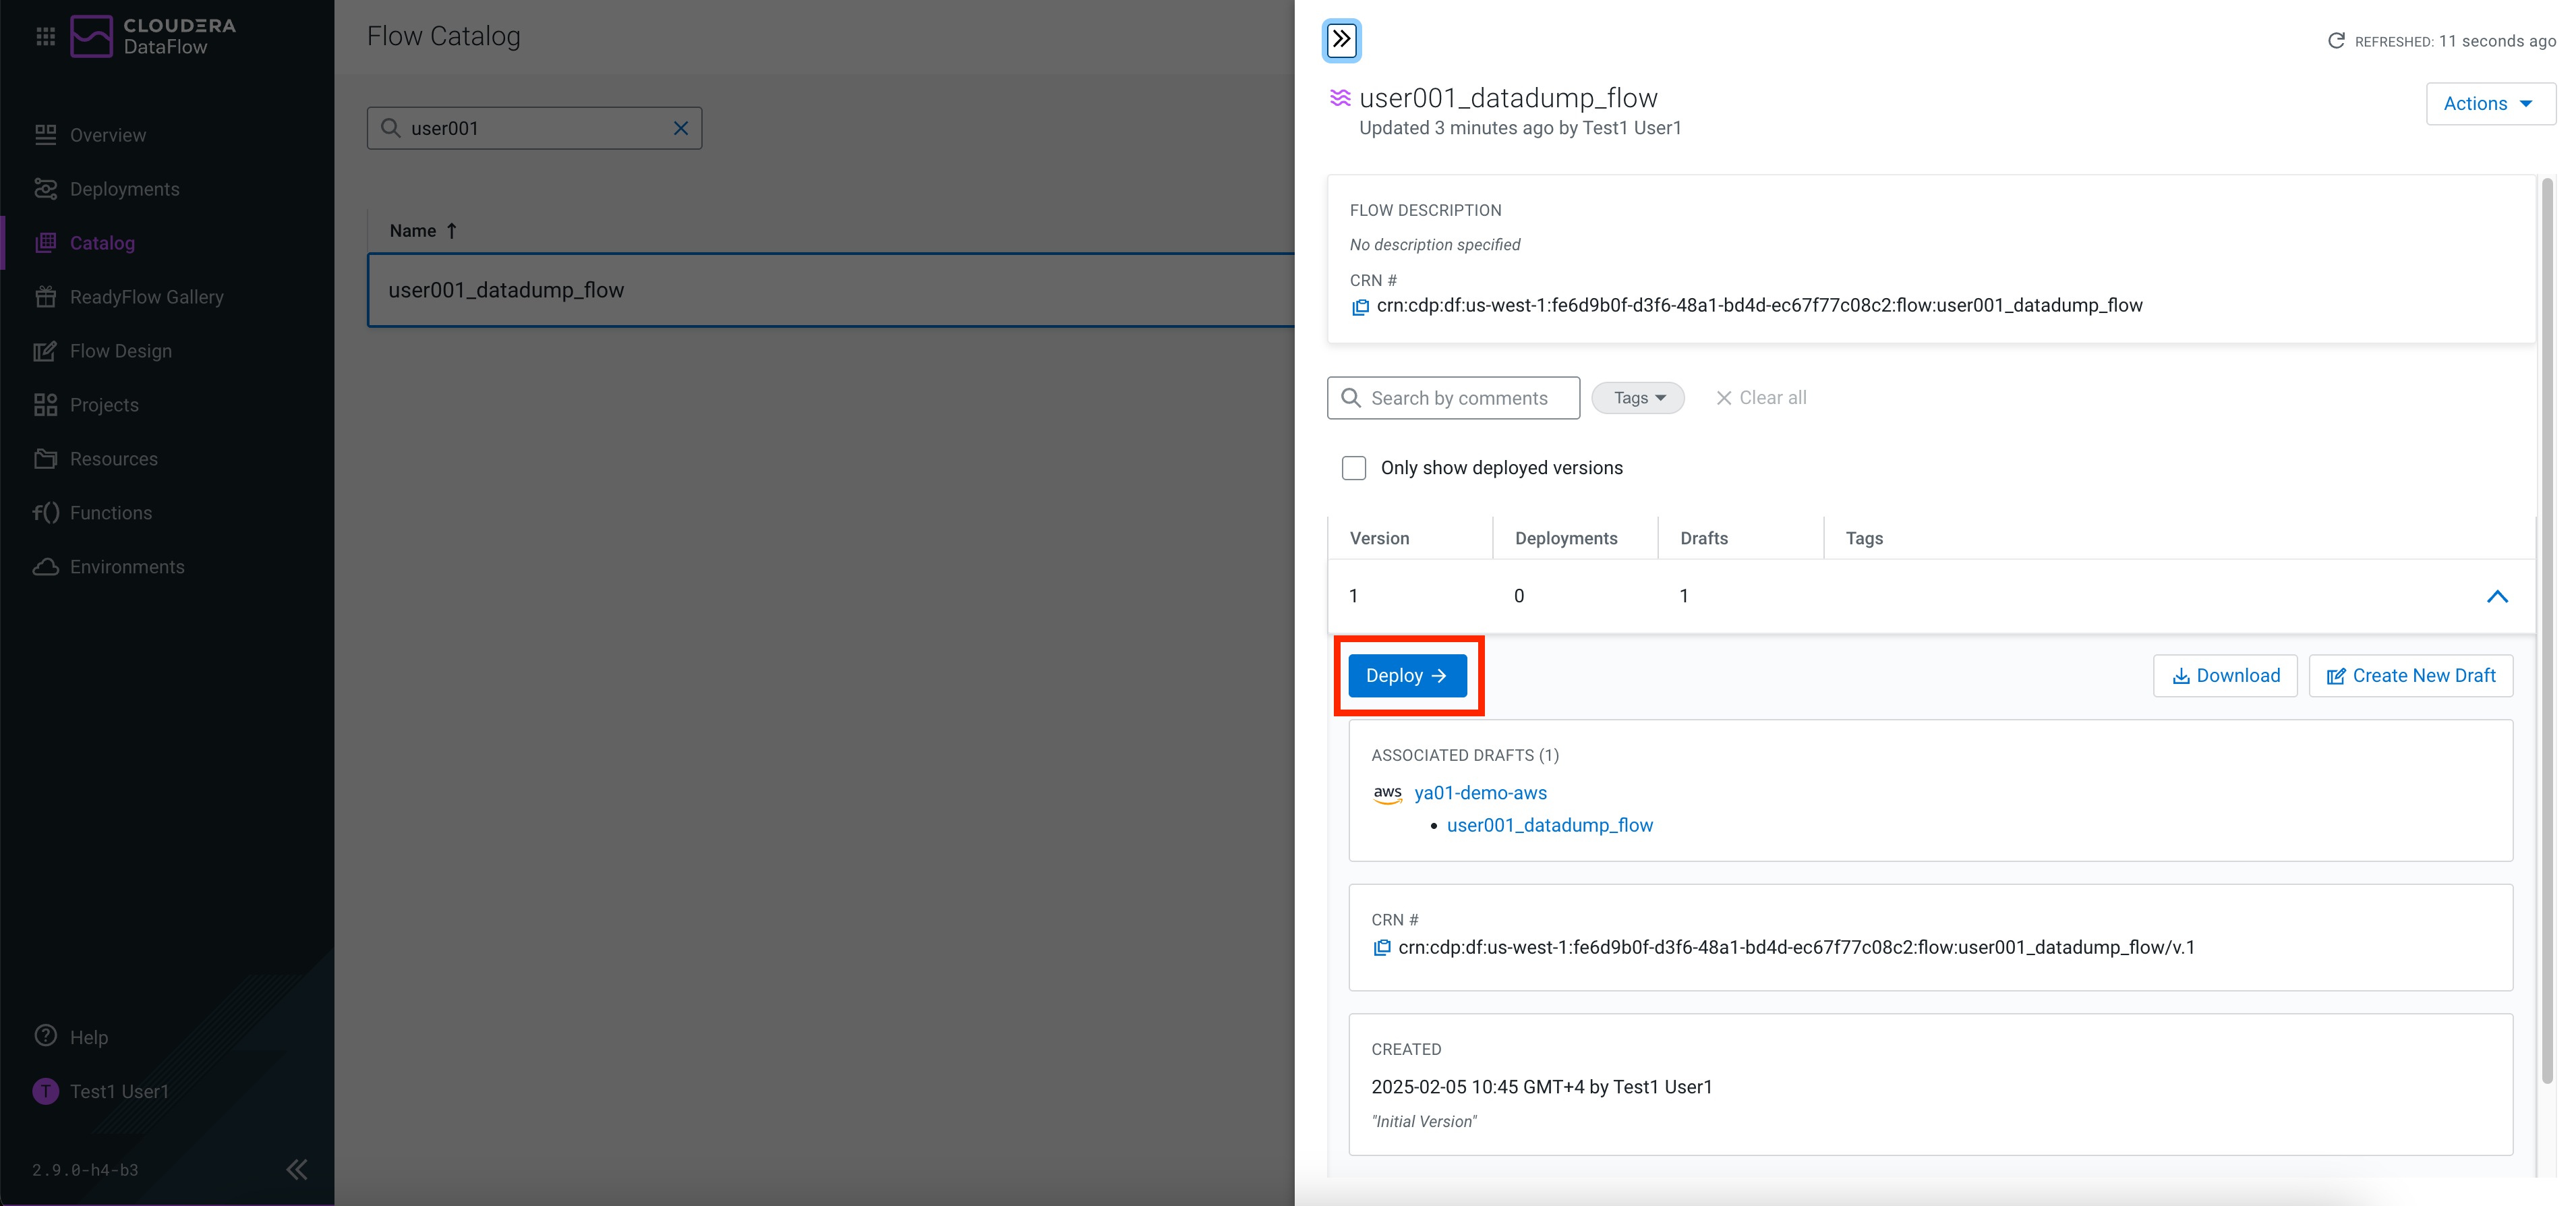 CLOUDERA
DataFlow
Overview
Deployments
Catalog
ReadyFlow Gallery
Flow Design
Projects
Resources
f() Functions
Environments
Help
T Test1 User1
2.9.0-h4-b3
Flow Catalog
user001
Name ↑
user001_datadump_flow
REFRESHED: 11 seconds ago
user001_datadump_flow
Updated 3 minutes ago by Test1 User1
Actions
FLOW DESCRIPTION
No description specified
CRN #
crn:cdp:df:us-west-1:fe6d9b0f-d3f6-48a1-bd4d-ec67f77c08c2:flow:user001_datadump_flow
Search by comments Tags Clear all
Only show deployed versions
Version Deployments Drafts Tags
1 0 1
Deploy → Download Create New Draft
ASSOCIATED DRAFTS (1)
aws ya01-demo-aws
• user001_datadump_flow
CRN #
crn:cdp:df:us-west-1:fe6d9b0f-d3f6-48a1-bd4d-ec67f77c08c2:flow:user001_datadump_flow/v.1
CREATED
2025-02-05 10:45 GMT+4 by Test1 User1
"Initial Version"